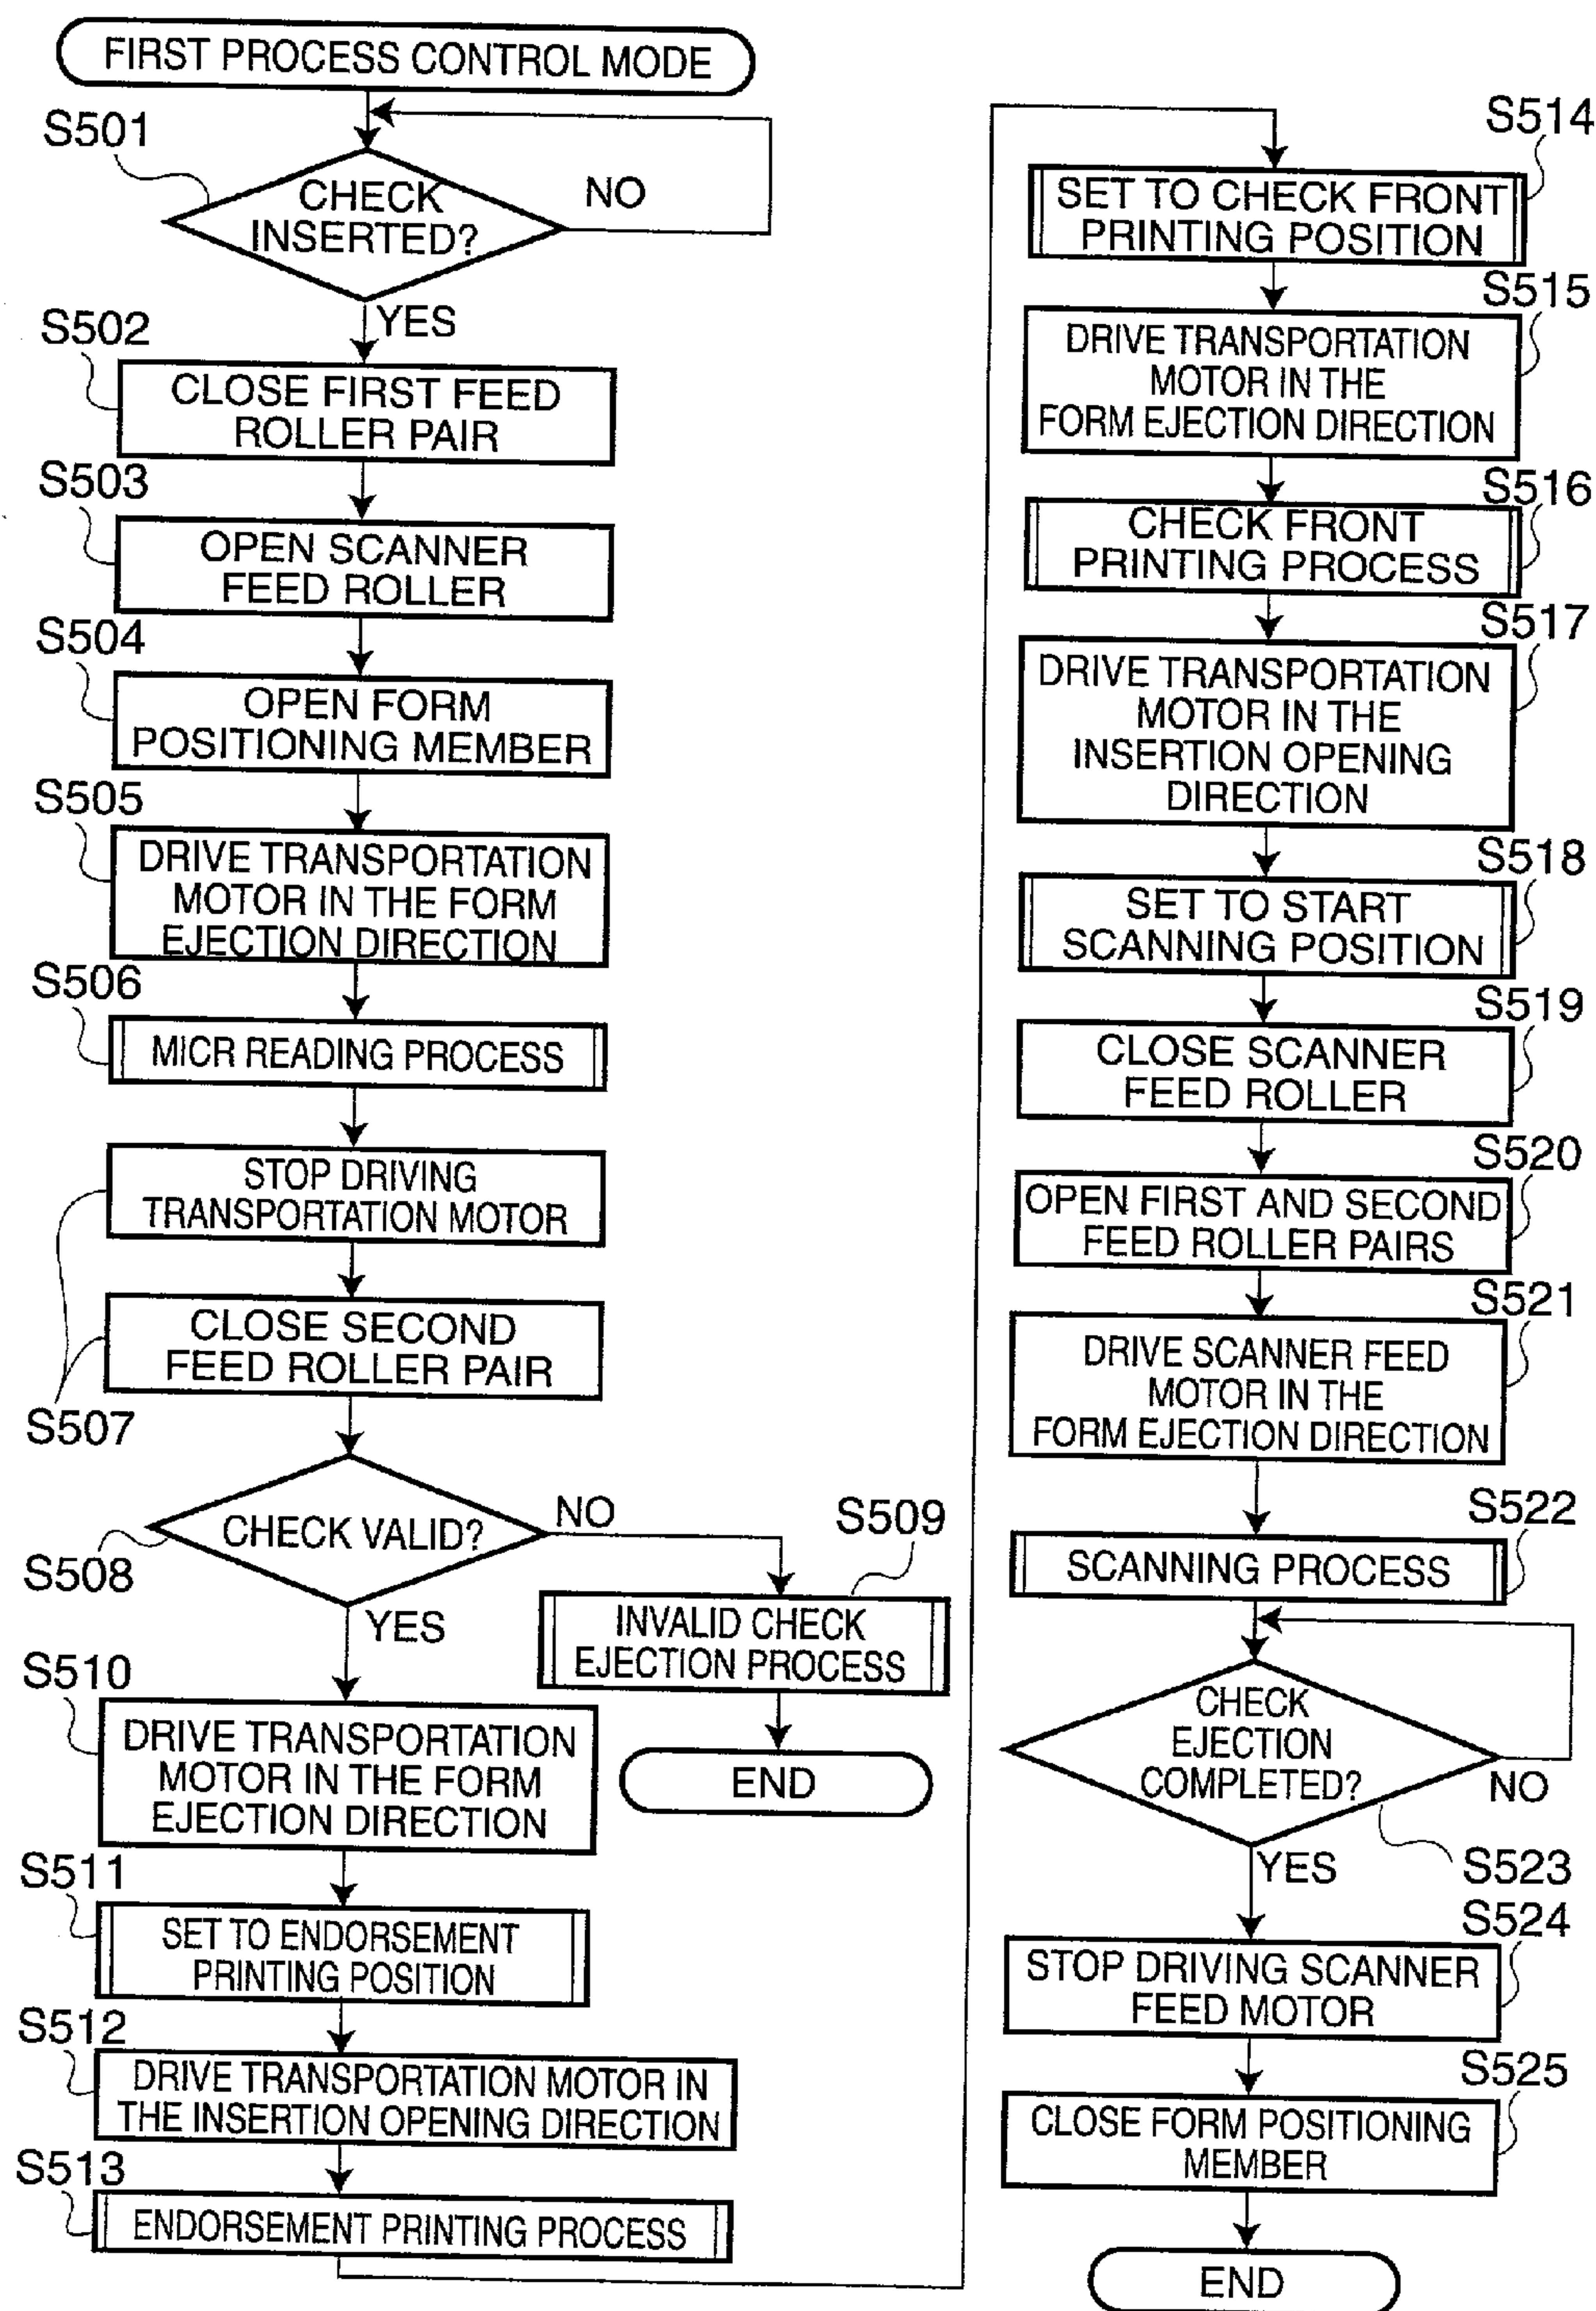 FIRST PROCESS CONTROL MODE
S501
CHECK
INSERTED?
NO
YES
S502
CLOSE FIRST FEED
ROLLER PAIR
S503
OPEN SCANNER
FEED ROLLER
S504
OPEN FORM
POSITIONING MEMBER
S505
DRIVE TRANSPORTATION
MOTOR IN THE FORM
EJECTION DIRECTION
S506
MICR READING PROCESS
STOP DRIVING
TRANSPORTATION MOTOR
CLOSE SECOND
FEED ROLLER PAIR
S507
CHECK VALID?
NO
S508
YES
S509
INVALID CHECK
EJECTION PROCESS
END
S510
DRIVE TRANSPORTATION
MOTOR IN THE FORM
EJECTION DIRECTION
S511
SET TO ENDORSEMENT
PRINTING POSITION
S512
DRIVE TRANSPORTATION MOTOR IN
THE INSERTION OPENING DIRECTION
S513
ENDORSEMENT PRINTING PROCESS
S514
SET TO CHECK FRONT
PRINTING POSITION
S515
DRIVE TRANSPORTATION
MOTOR IN THE
FORM EJECTION DIRECTION
S516
CHECK FRONT
PRINTING PROCESS
S517
DRIVE TRANSPORTATION
MOTOR IN THE
INSERTION OPENING
DIRECTION
S518
SET TO START
SCANNING POSITION
S519
CLOSE SCANNER
FEED ROLLER
S520
OPEN FIRST AND SECOND
FEED ROLLER PAIRS
S521
DRIVE SCANNER FEED
MOTOR IN THE
FORM EJECTION DIRECTION
S522
SCANNING PROCESS
CHECK
EJECTION
COMPLETED?
NO
YES
S523
S524
STOP DRIVING SCANNER
FEED MOTOR
S525
CLOSE FORM POSITIONING
MEMBER
END